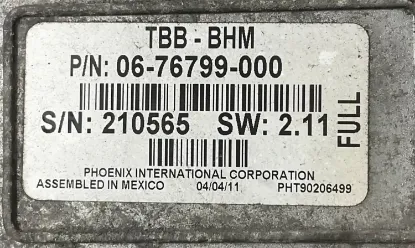 TBB - BHM
P/N: 06-76799-000
S/N: 210565 SW: 2.11
FULL
PHOENIX INTERNATIONAL CORPORATION
ASSEMBLED IN MEXICO 04/04/11 PHT90206499